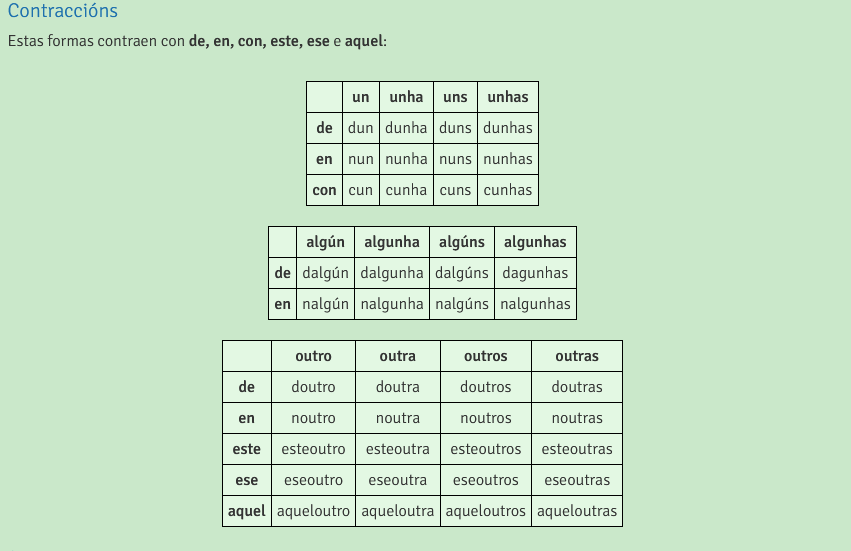 Contraccións
Estas formas contraen con de, en, con, este, ese e aquel:
un unha uns unhas
de dun dunha duns dunhas
en nun nunha nuns nunhas
con cun cunha cuns cunhas
algún algunha algúns algunhas
de dalgún dalgunha dalgúns dagunhas
en nalgún nalgunha nalgúns nalgunhas
outro outra outros outras
de doutro doutra doutros doutras
en noutro noutra noutros noutras
este esteoutro esteoutra esteoutros esteoutras
ese eseoutro eseoutra eseoutros eseoutras
aquel aqueloutro aqueloutra aqueloutros aqueloutras